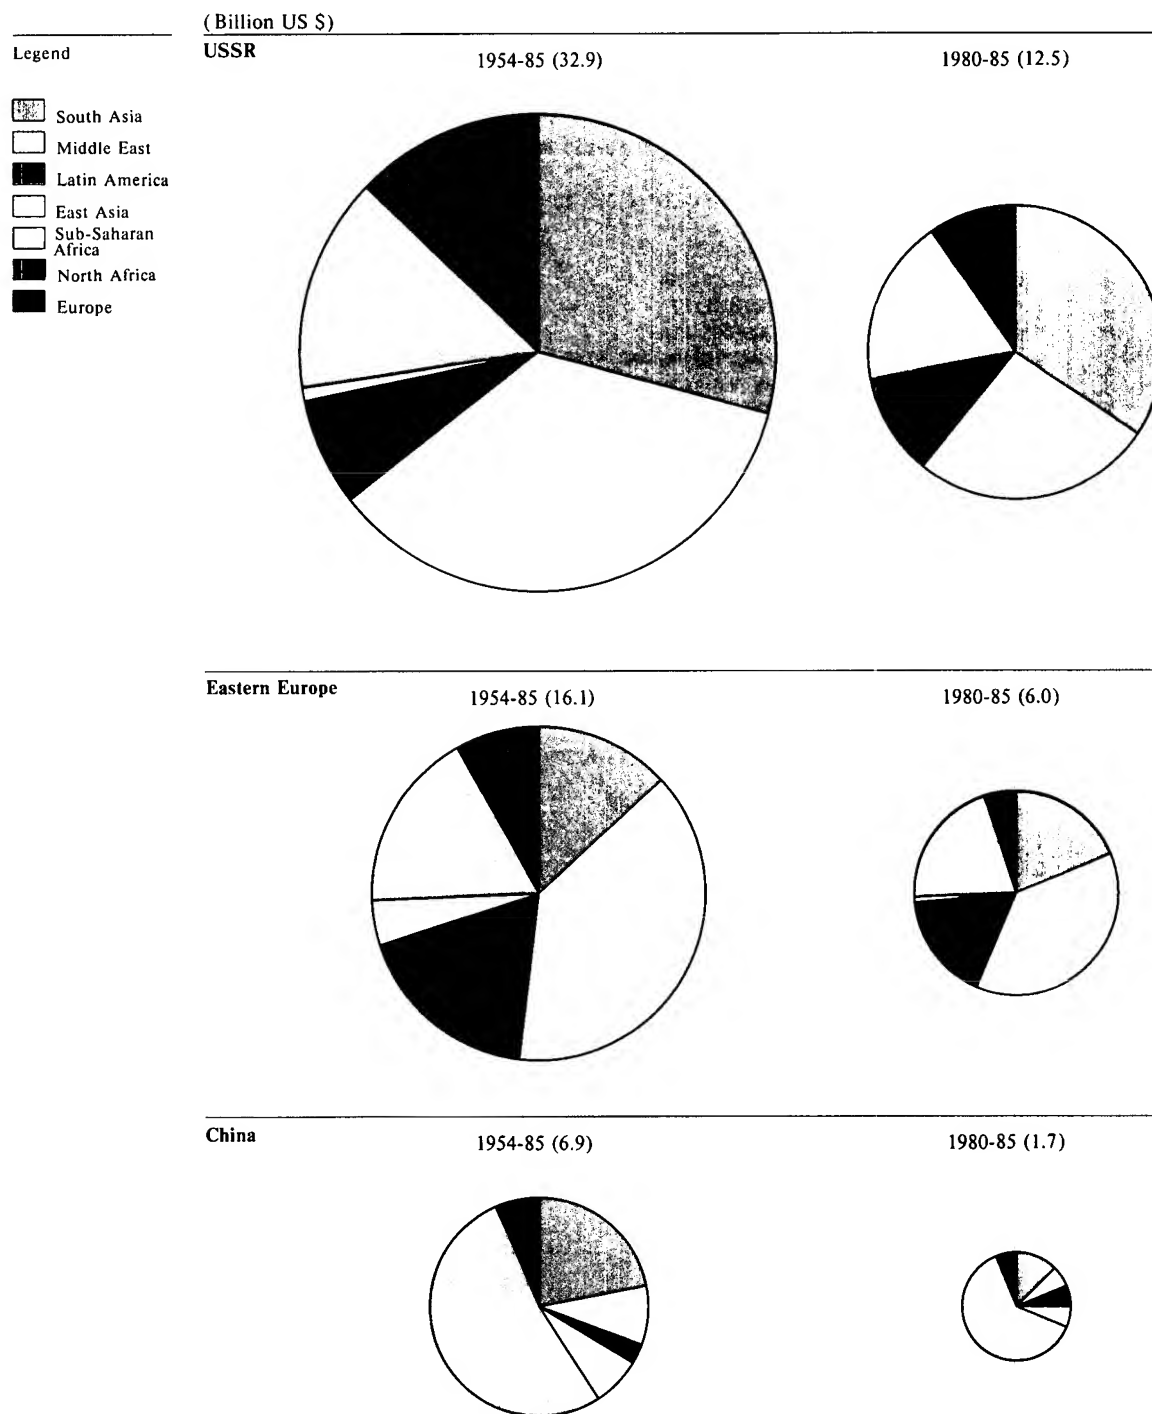 (Billion US $)
Legend
South Asia
Middle East
Latin America
East Asia
Sub-Saharan
Africa
North Africa
Europe
USSR
1954-85 (32.9)
1980-85 (12.5)
Eastern Europe
1954-85 (16.1)
1980-85 (6.0)
China
1954-85 (6.9)
1980-85 (1.7)